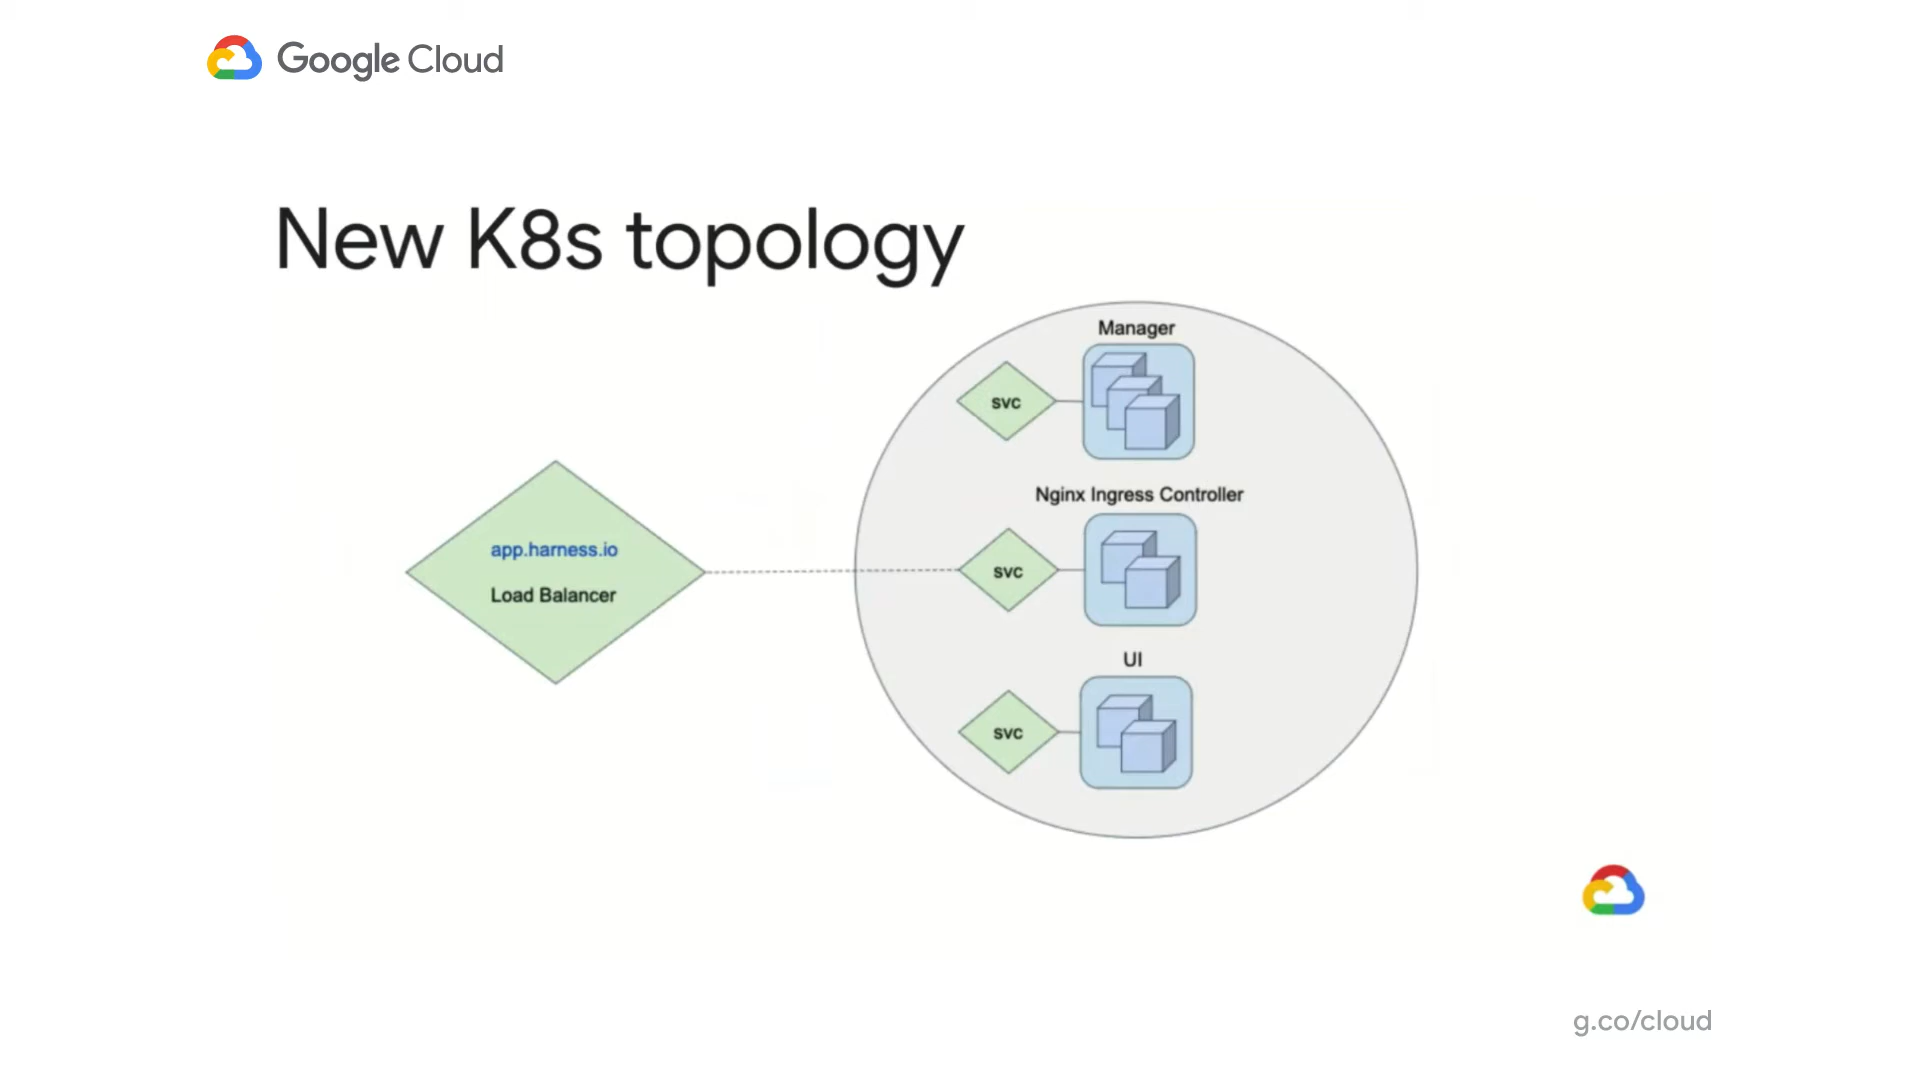 Google Cloud
New K8s topology
Manager
svc
Nginx Ingress Controller
app.harness.io
Load Balancer
svc
UI
svc
g.co/cloud